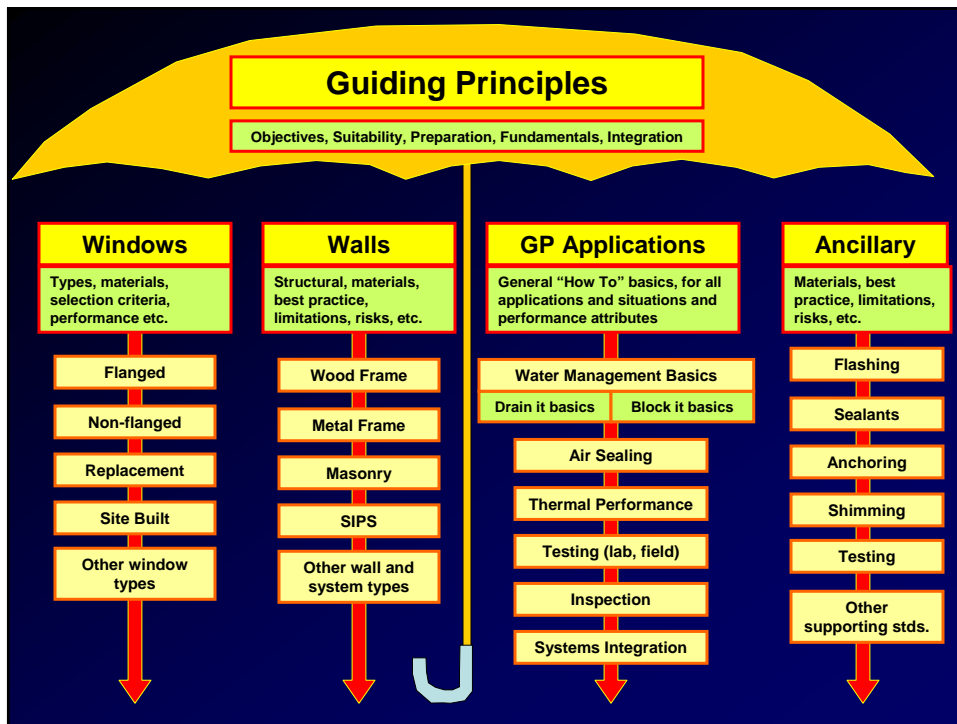 Guiding Principles
Objectives, Suitability, Preparation, Fundamentals, Integration
Windows
Types, materials,
selection criteria,
performance etc.
Flanged
Non-flanged
Replacement
Site Built
Other window
types
Walls
Structural, materials,
best practice,
limitations, risks, etc.
Wood Frame
Metal Frame
Masonry
SIPS
Other wall and
system types
GP Applications
General “How To” basics, for all
applications and situations and
performance attributes
Water Management Basics
Drain it basics
Block it basics
Air Sealing
Thermal Performance
Testing (lab, field)
Inspection
Systems Integration
Ancillary
Materials, best
practice, limitations,
risks, etc.
Flashing
Sealants
Anchoring
Shimming
Testing
Other
supporting stds.